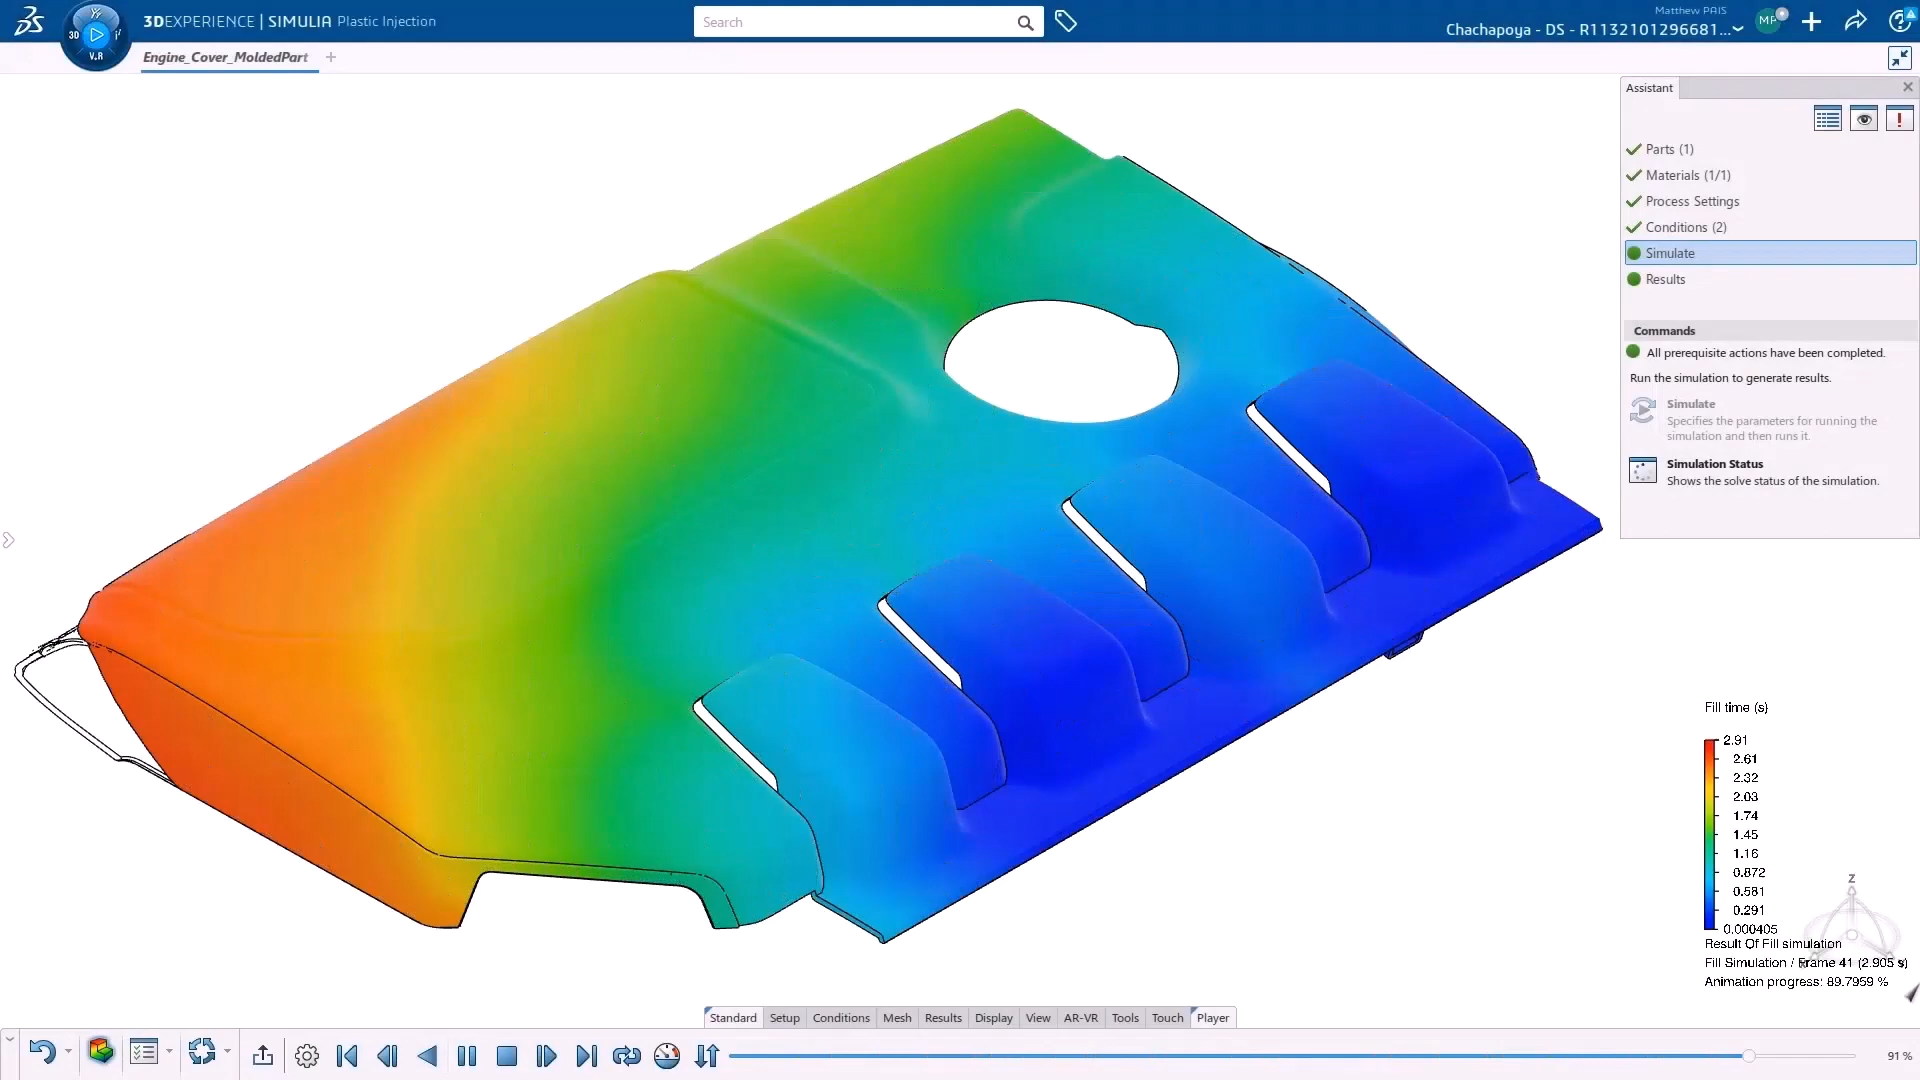 3DEXPERIENCE | SIMULIA Plastic Injection
Search
Matthew PAIS
Chachapoya - DS - R1132101296681...
MP
3D
V.R
Engine_Cover_MoldedPart
Assistant
Parts (1)
Materials (1/1)
Process Settings
Conditions (2)
Simulate
Results
Commands
All prerequisite actions have been completed.
Run the simulation to generate results.
Simulate
Specifies the parameters for running the
simulation and then runs it.
Simulation Status
Shows the solve status of the simulation.
Fill time (s)
2.91
2.61
2.32
2.03
1.74
1.45
1.16
0.872
0.581
0.291
0.000405
Z
Result Of Fill simulation
Fill Simulation / Frame 41 (2.905 s)
Animation progress: 89.7959 %
Standard Setup Conditions Mesh Results Display View AR-VR Tools Touch Player
91 %